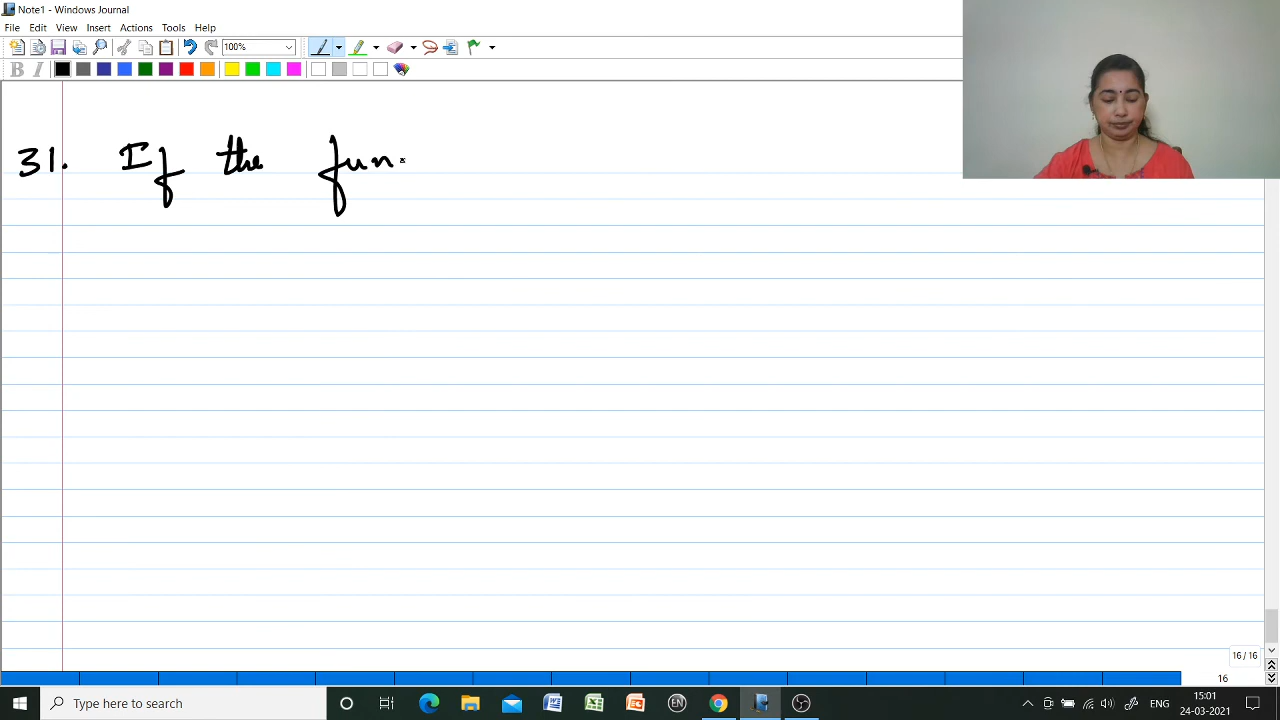 Note1 - Windows Journal
File Edit View Insert Actions Tools Help
100%
B I
31. If the fun
16 / 16
16
Type here to search
EN
ENG
15:01
24-03-2021